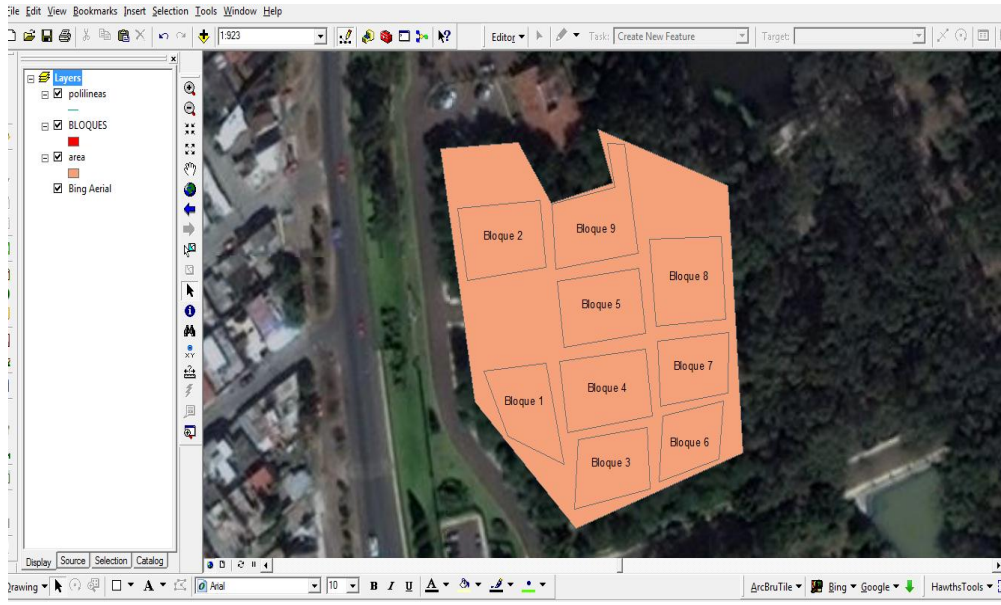 File Edit View Bookmarks Insert Selection Tools Window Help
1:923 Editor Task: Create New Feature Target:
Layers
polilineas
BLOQUES
area
Bing Aerial
Bloque 2
Bloque 9
Bloque 8
Bloque 5
Bloque 7
Bloque 4
Bloque 1
Bloque 6
Bloque 3
Display Source Selection Catalog
Drawing A Arial 10 B I U A ArcBruTile Bing Google HawthsTools